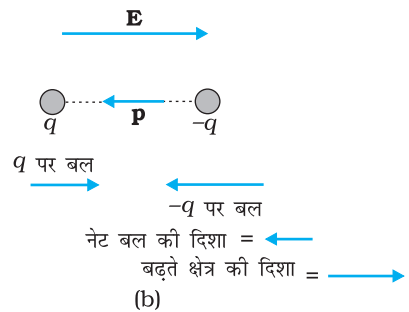 E
q p –q
q पर बल
–q पर बल
नेट बल की दिशा =
बढ़ते क्षेत्र की दिशा =
(b)